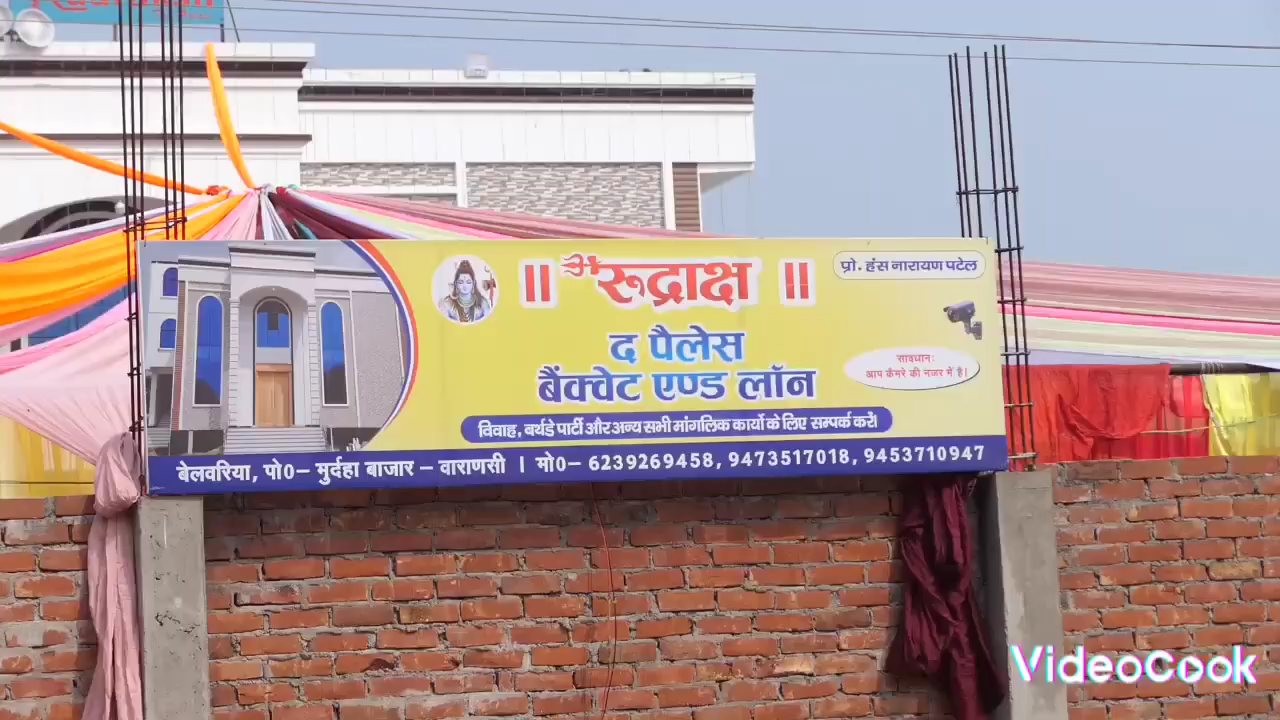 ॥ रूद्राक्ष ॥
प्रो. हंस नारायण पटेल
द पैलेस
बैंक्वेट एण्ड लॉन
सावधानः
आप कैमरे की नजर में है।
विवाह, बर्थडे पार्टी और अन्य सभी मांगलिक कार्यो के लिए सम्पर्क करें।
बेलवरिया, पो0– मुर्दहा बाजार – वाराणसी । मो0– 6239269458, 9473517018, 9453710947
VideoCook